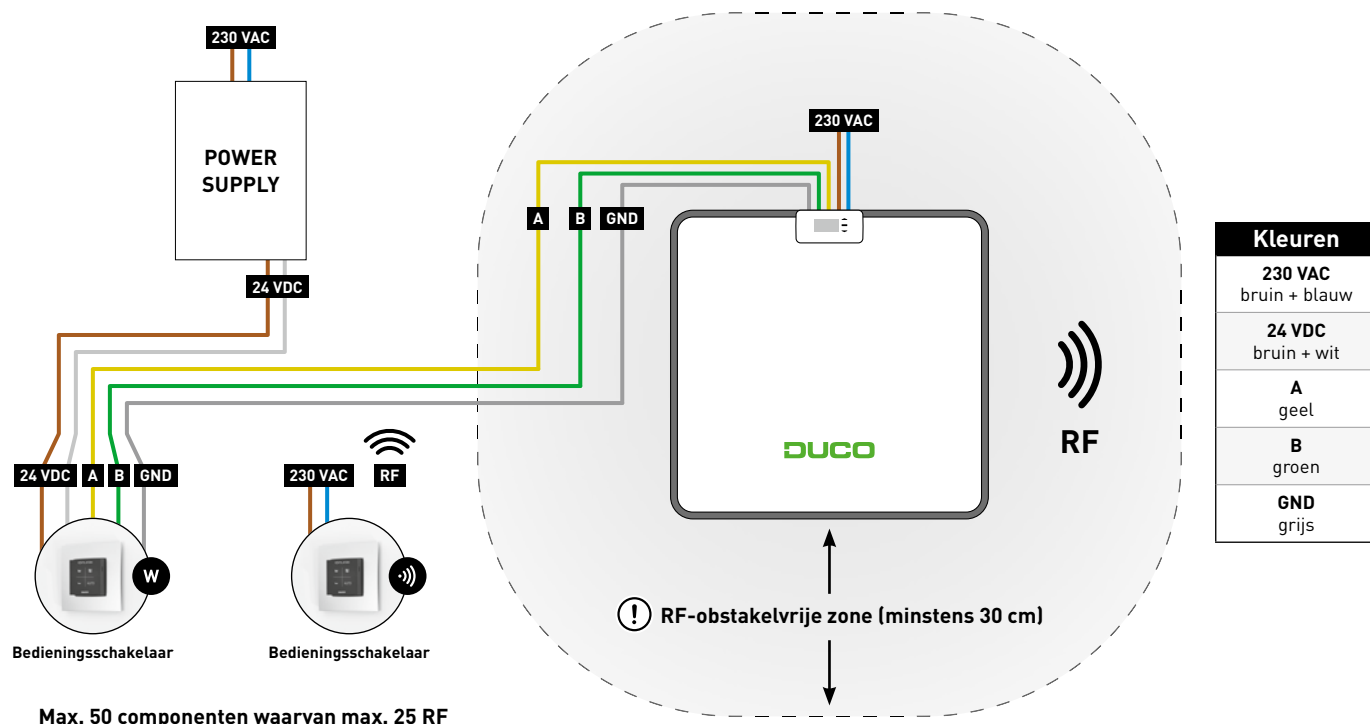 230 VAC
POWER
SUPPLY
24 VDC
24 VDC
A
B
GND
W
Bedieningsschakelaar
230 VAC
RF
Bedieningsschakelaar
Max. 50 componenten waarvan max. 25 RF
230 VAC
A
B
GND
DUCO
RF
! RF-obstakelvrije zone (minstens 30 cm)
Kleuren
230 VAC
bruin + blauw
24 VDC
bruin + wit
A
geel
B
groen
GND
grijs